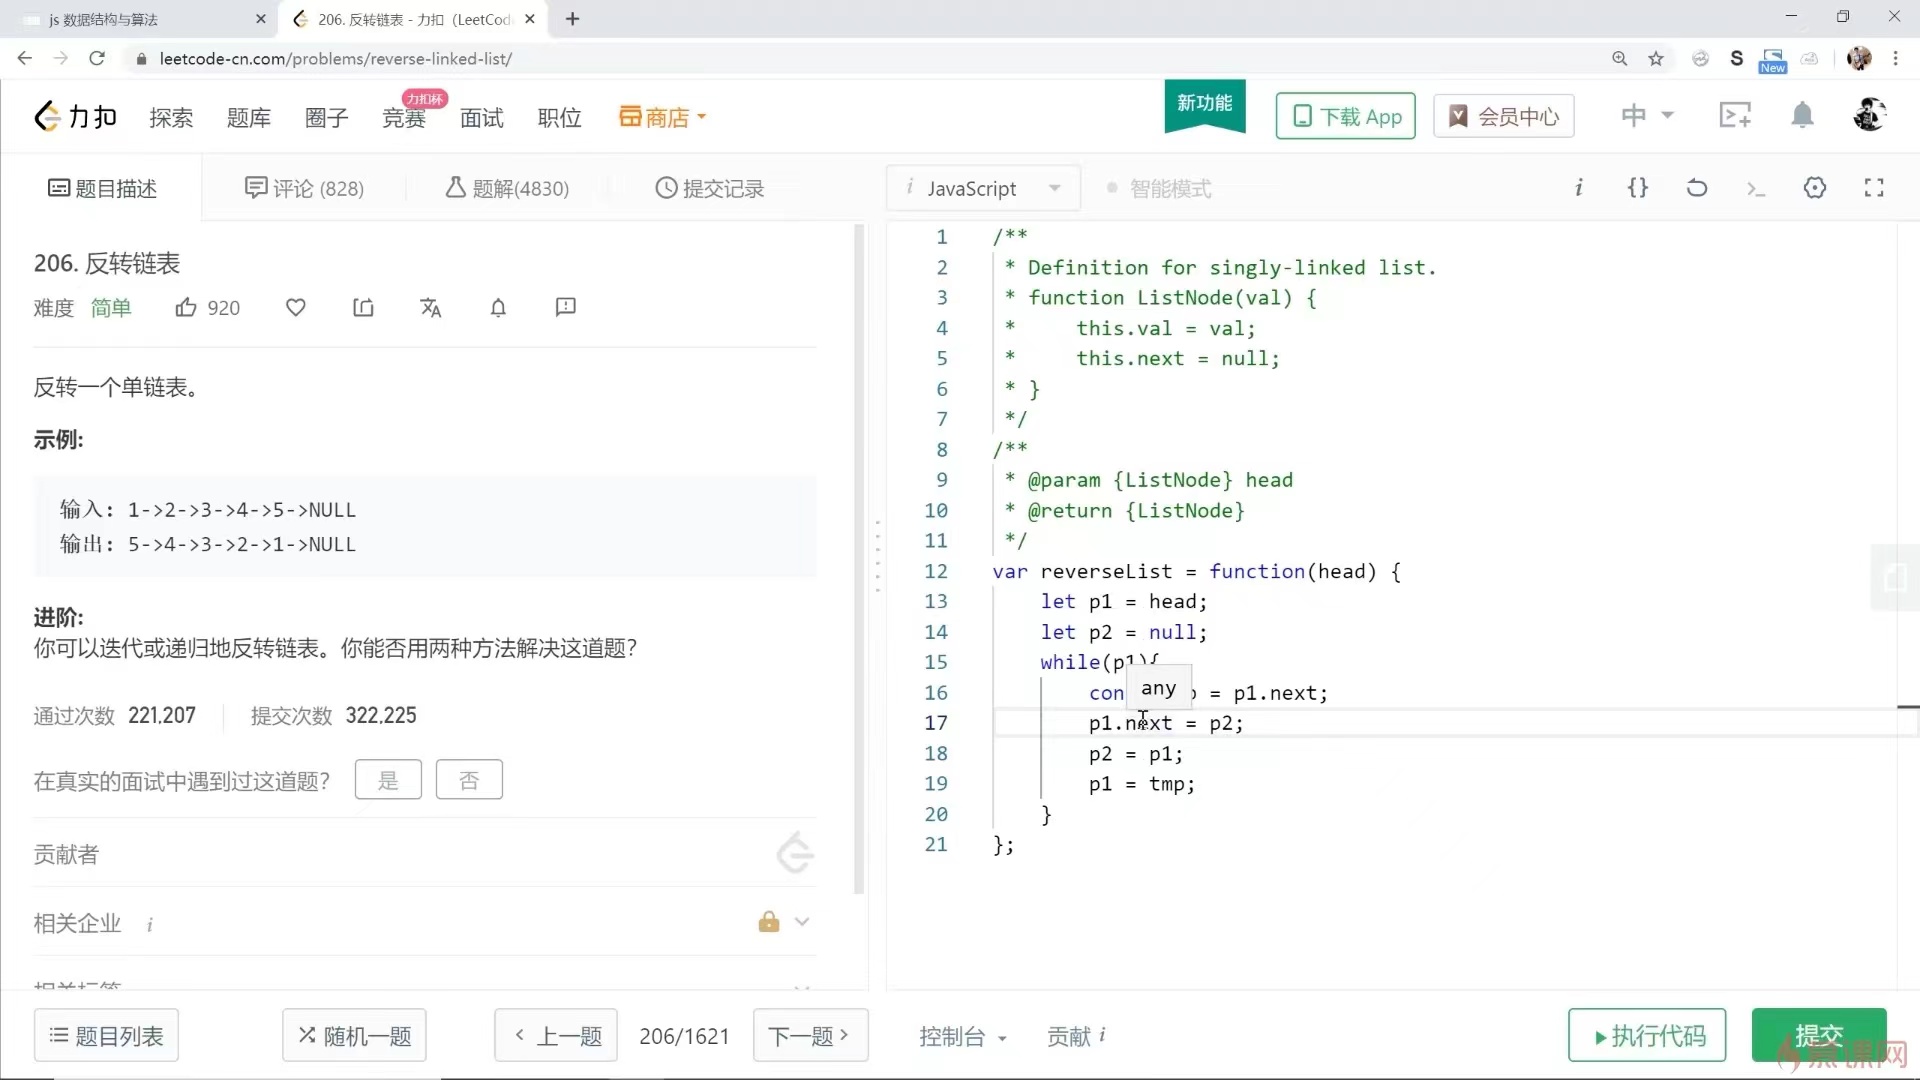 js 数据结构与算法
206. 反转链表 - 力扣（LeetCod
leetcode-cn.com/problems/reverse-linked-list/
S
New
力扣
探索
题库
圈子
竞赛
力扣杯
面试
职位
商店
新功能
下载 App
会员中心
中
题目描述
评论 (828)
题解(4830)
提交记录
i JavaScript
智能模式
i {}
206. 反转链表
难度 简单 920
反转一个单链表。
示例:
输入: 1->2->3->4->5->NULL
输出: 5->4->3->2->1->NULL
进阶:
你可以迭代或递归地反转链表。你能否用两种方法解决这道题？
通过次数 221,207 提交次数 322,225
在真实的面试中遇到过这道题？ 是 否
贡献者
相关企业 i
相关标签
1 /**
2 * Definition for singly-linked list.
3 * function ListNode(val) {
4 * this.val = val;
5 * this.next = null;
6 * }
7 */
8 /**
9 * @param {ListNode} head
10 * @return {ListNode}
11 */
12 var reverseList = function(head) {
13 let p1 = head;
14 let p2 = null;
15 while(p1){
16 con p = p1.next;
any
17 p1.next = p2;
18 p2 = p1;
19 p1 = tmp;
20 }
21 };
题目列表
随机一题
< 上一题
206/1621
下一题 >
控制台
贡献 i
执行代码
提交
慕课网